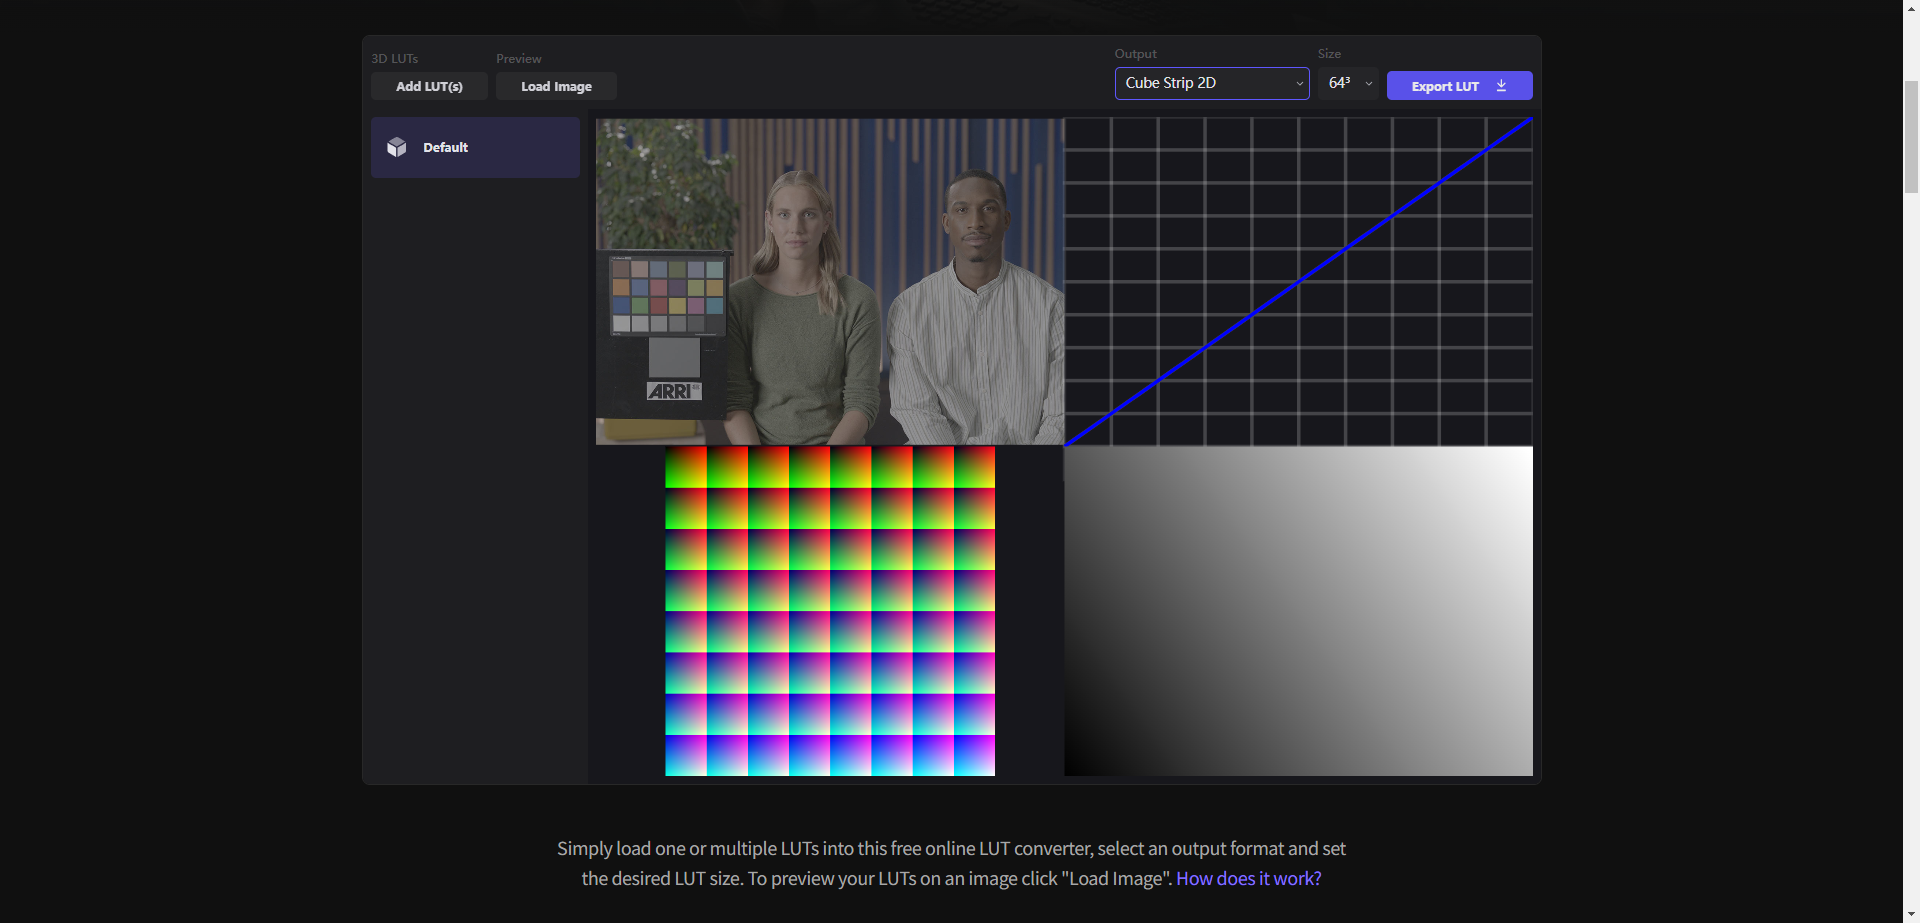 3D LUTs
Preview
Output
Size
Add LUT(s)
Load Image
Cube Strip 2D
64³
Export LUT
Default
ARRI
Simply load one or multiple LUTs into this free online LUT converter, select an output format and set
the desired LUT size. To preview your LUTs on an image click "Load Image". How does it work?